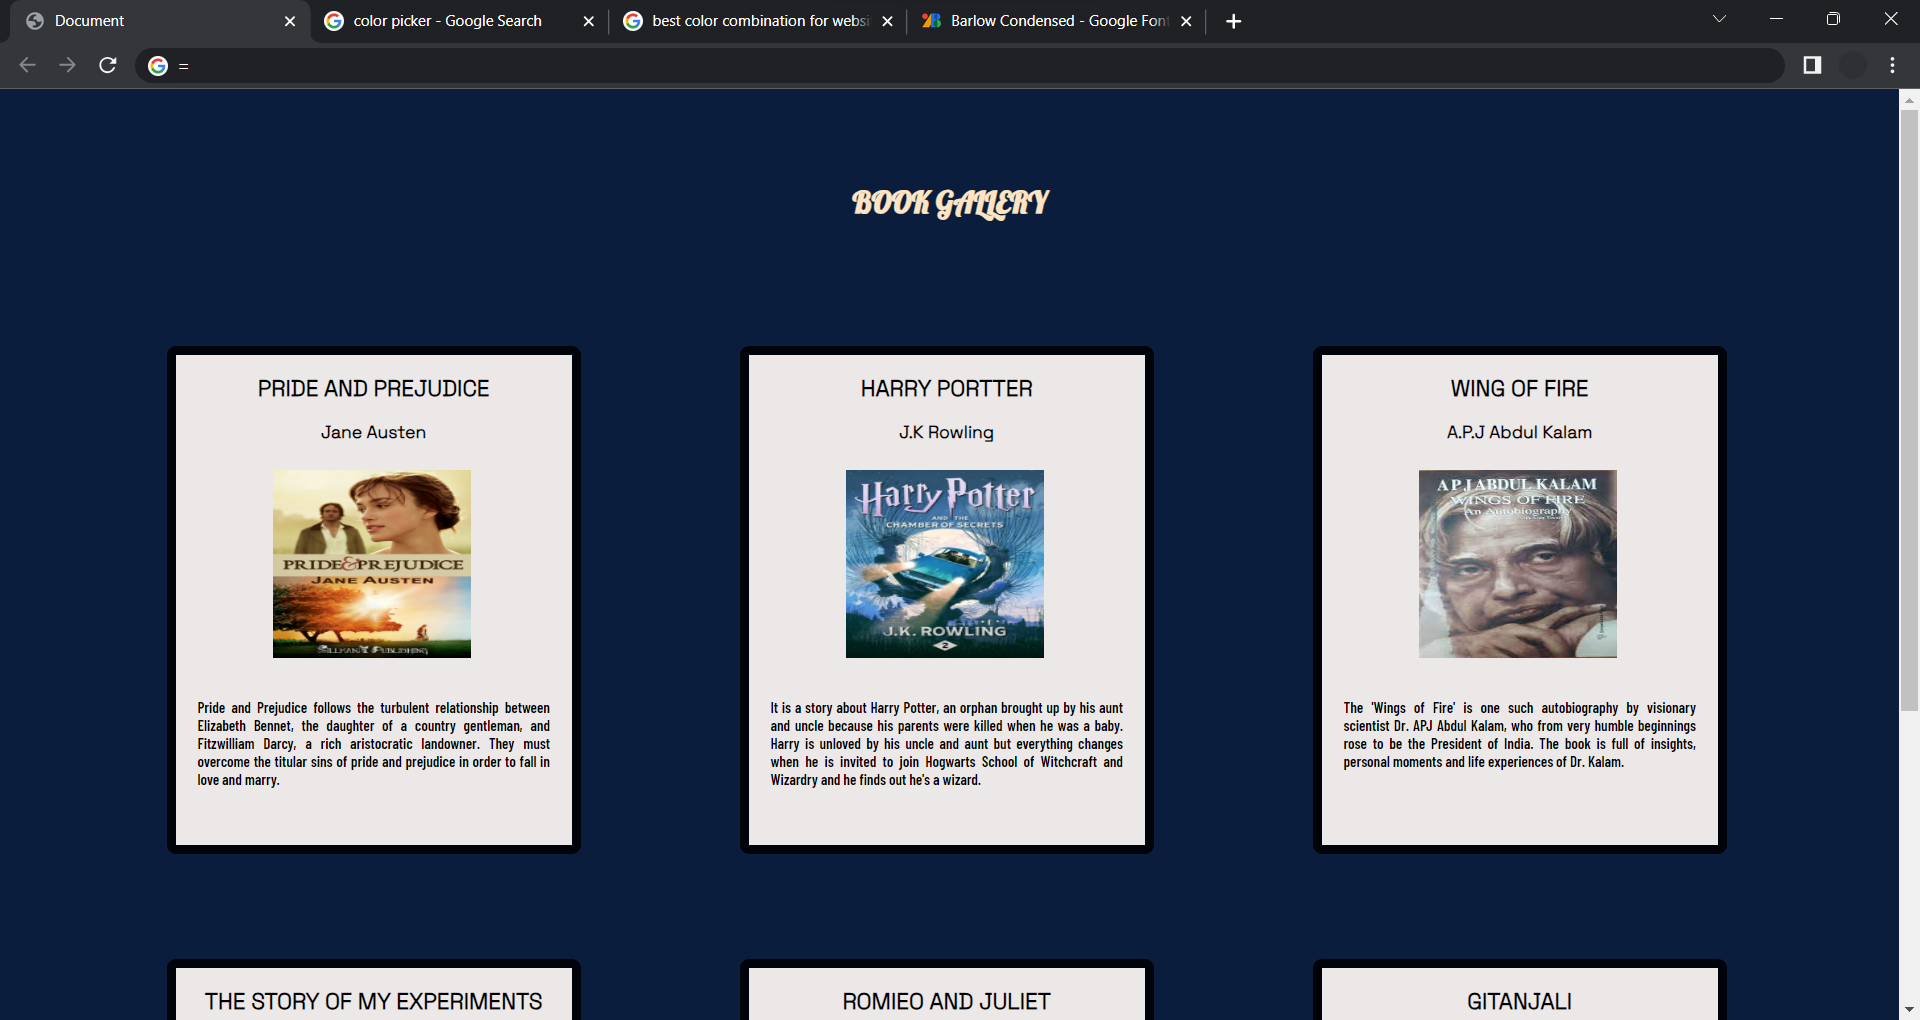 Document
color picker - Google Search
best color combination for websi
Barlow Condensed - Google Font
=
BOOK GALLERY
PRIDE AND PREJUDICE
Jane Austen
PRIDE & PREJUDICE
JANE AUSTEN
SILLMANY PUBLISHING
Pride and Prejudice follows the turbulent relationship between
Elizabeth Bennet, the daughter of a country gentleman, and
Fitzwilliam Darcy, a rich aristocratic landowner. They must
overcome the titular sins of pride and prejudice in order to fall in
love and marry.
HARRY PORTTER
J.K Rowling
Harry Potter
AND THE
CHAMBER OF SECRETS
J.K. ROWLING
2
It is a story about Harry Potter, an orphan brought up by his aunt
and uncle because his parents were killed when he was a baby.
Harry is unloved by his uncle and aunt but everything changes
when he is invited to join Hogwarts School of Witchcraft and
Wizardry and he finds out he's a wizard.
WING OF FIRE
A.P.J Abdul Kalam
A P J ABDUL KALAM
WINGS OF FIRE
An Autobiography
The 'Wings of Fire' is one such autobiography by visionary
scientist Dr. APJ Abdul Kalam, who from very humble beginnings
rose to be the President of India. The book is full of insights,
personal moments and life experiences of Dr. Kalam.
THE STORY OF MY EXPERIMENTS
ROMIEO AND JULIET
GITANJALI